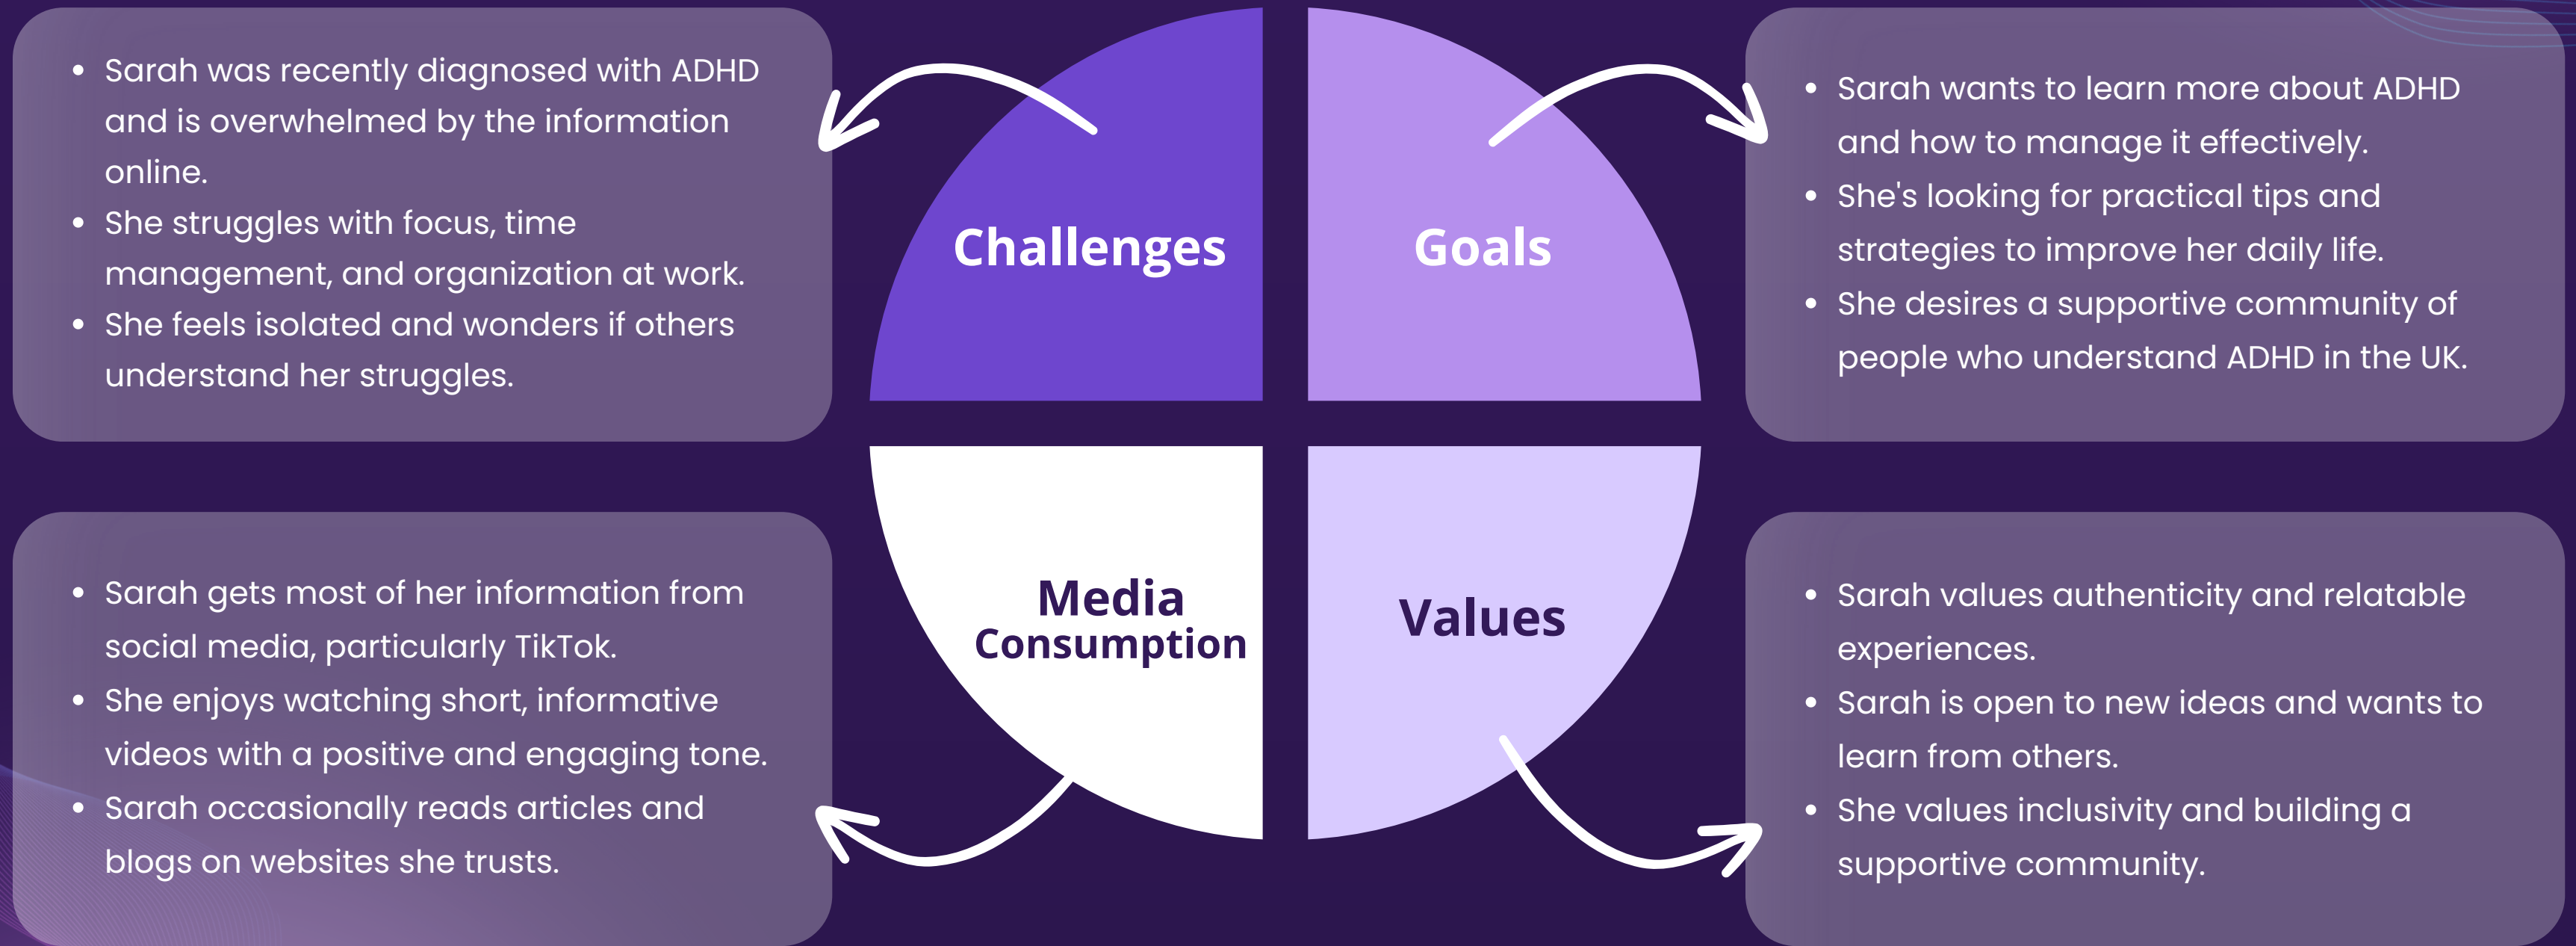 • Sarah was recently diagnosed with ADHD
and is overwhelmed by the information
online.
• She struggles with focus, time
management, and organization at work.
• She feels isolated and wonders if others
understand her struggles.
Challenges
Goals
• Sarah wants to learn more about ADHD
and how to manage it effectively.
• She's looking for practical tips and
strategies to improve her daily life.
• She desires a supportive community of
people who understand ADHD in the UK.
• Sarah gets most of her information from
social media, particularly TikTok.
• She enjoys watching short, informative
videos with a positive and engaging tone.
• Sarah occasionally reads articles and
blogs on websites she trusts.
Media
Consumption
Values
• Sarah values authenticity and relatable
experiences.
• Sarah is open to new ideas and wants to
learn from others.
• She values inclusivity and building a
supportive community.